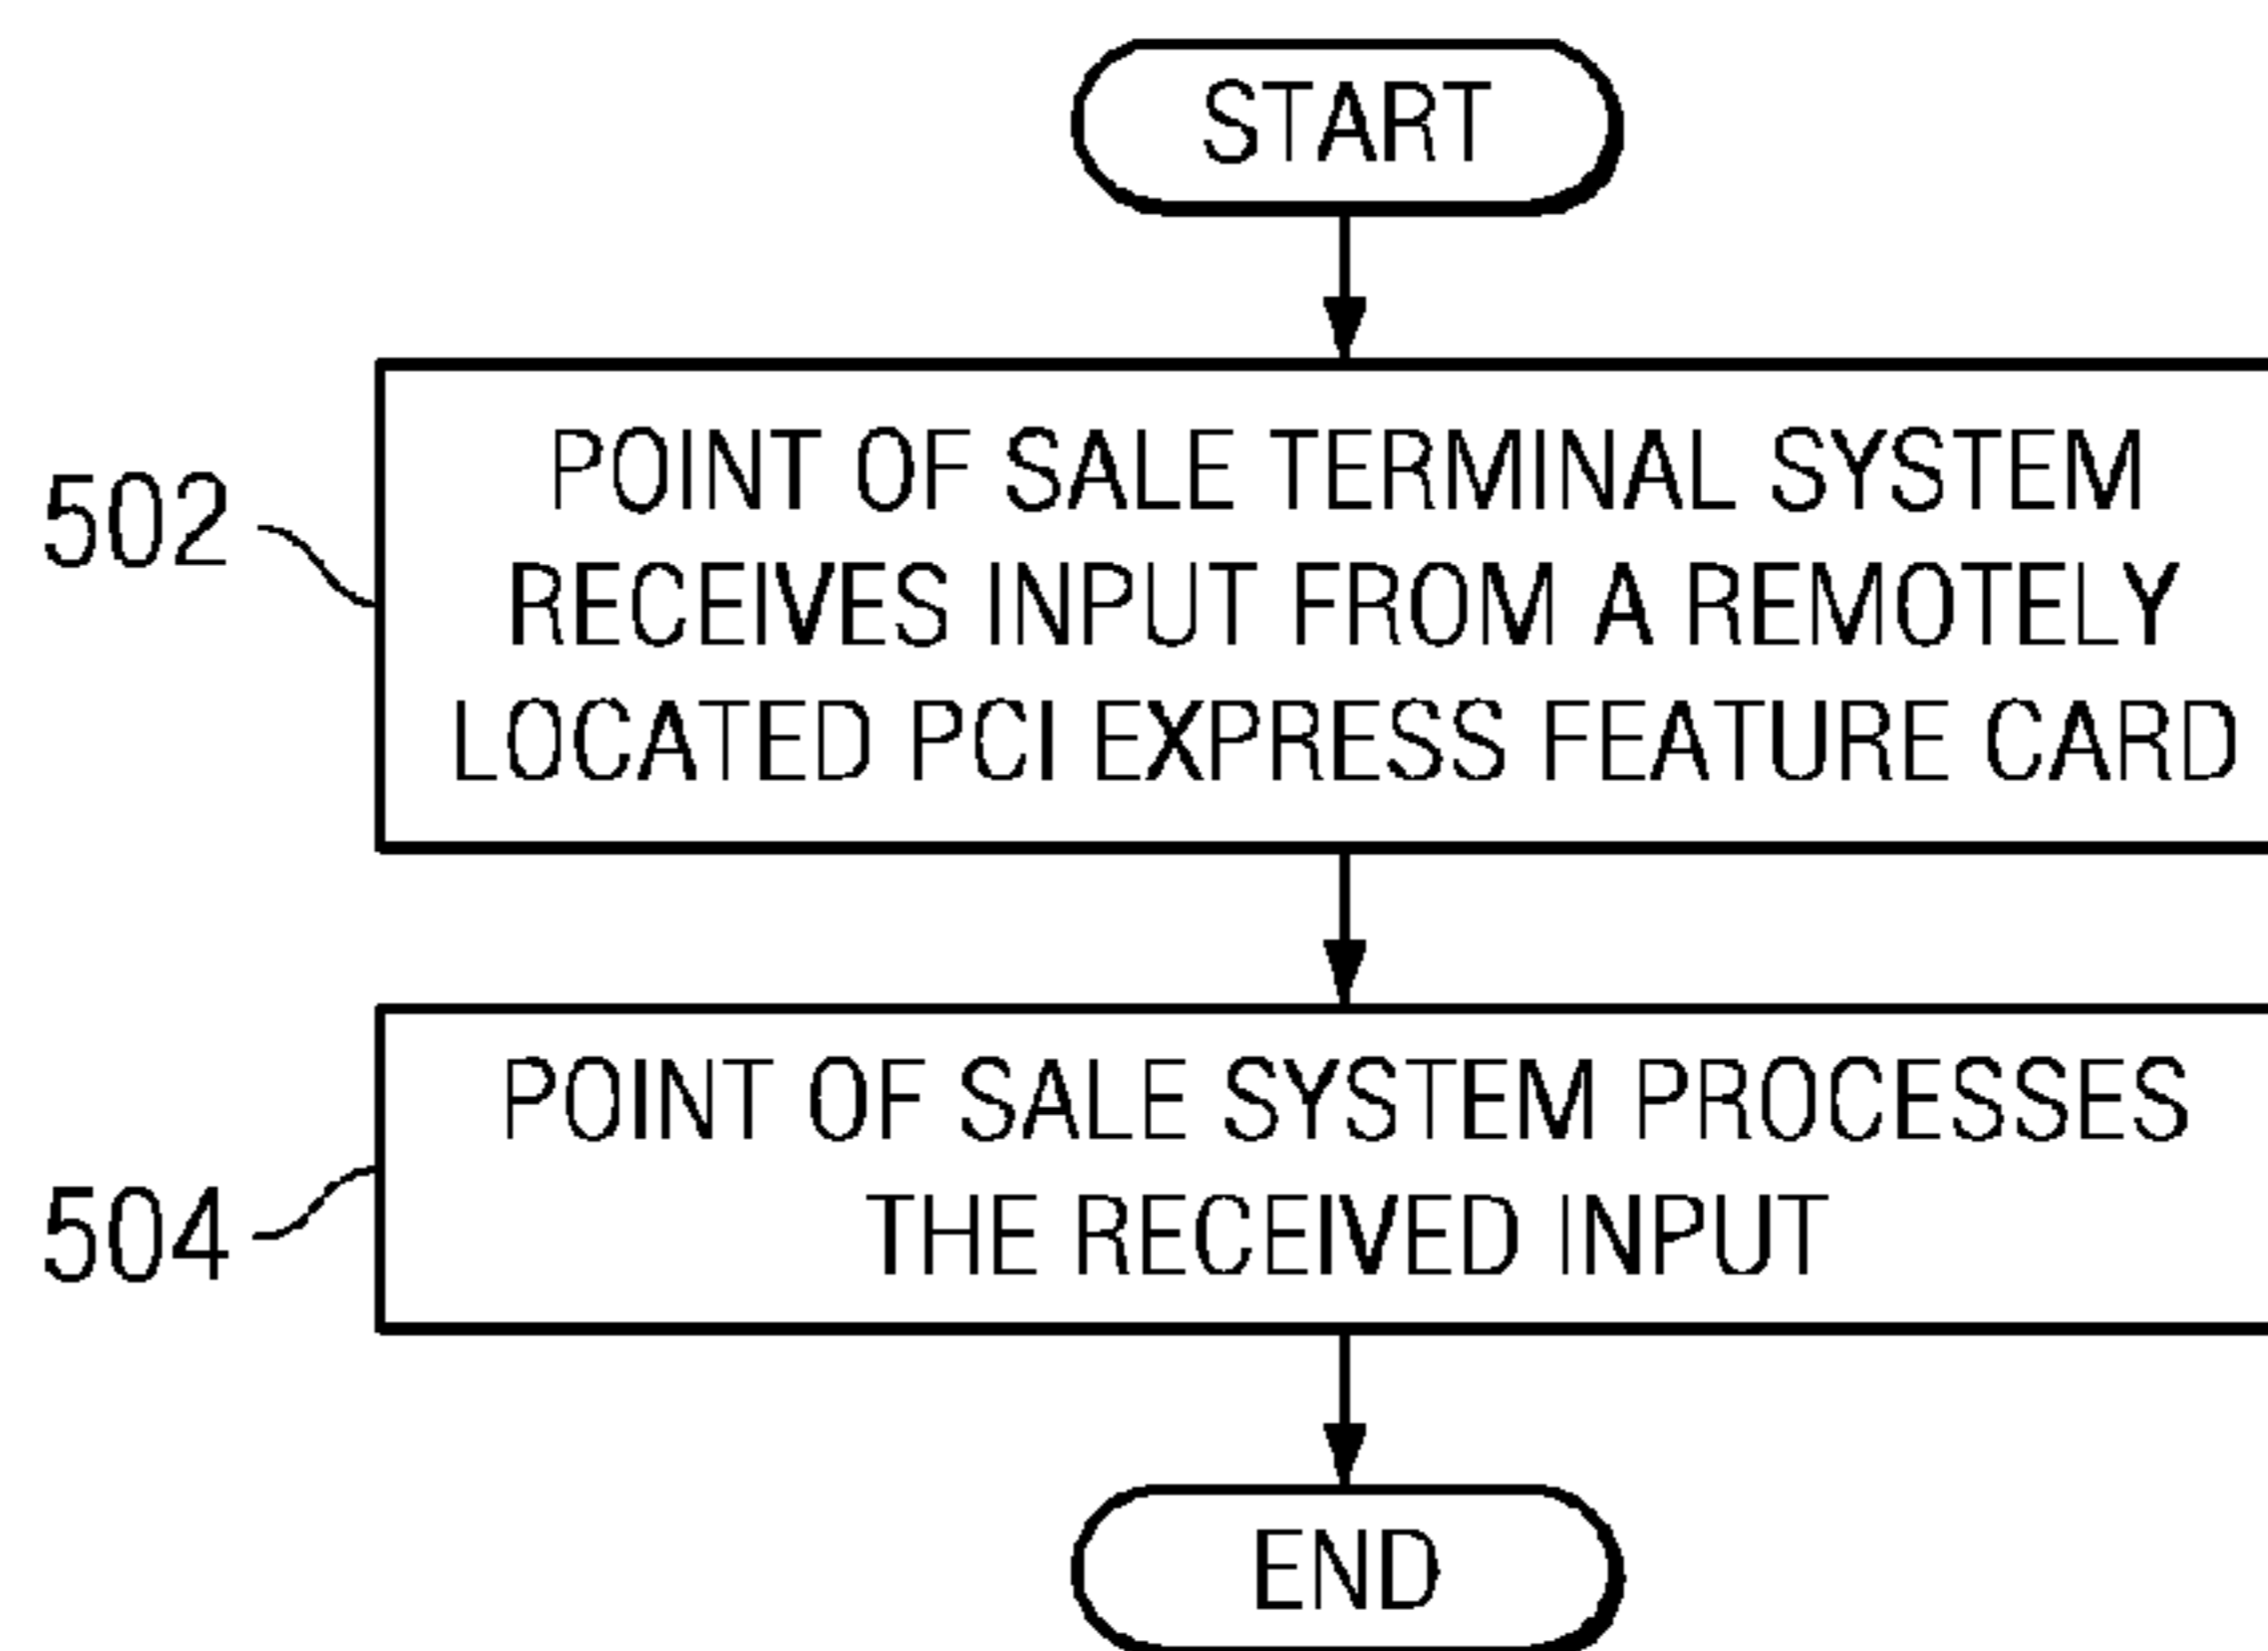 START
502
POINT OF SALE TERMINAL SYSTEM
RECEIVES INPUT FROM A REMOTELY
LOCATED PCI EXPRESS FEATURE CARD
504
POINT OF SALE SYSTEM PROCESSES
THE RECEIVED INPUT
END